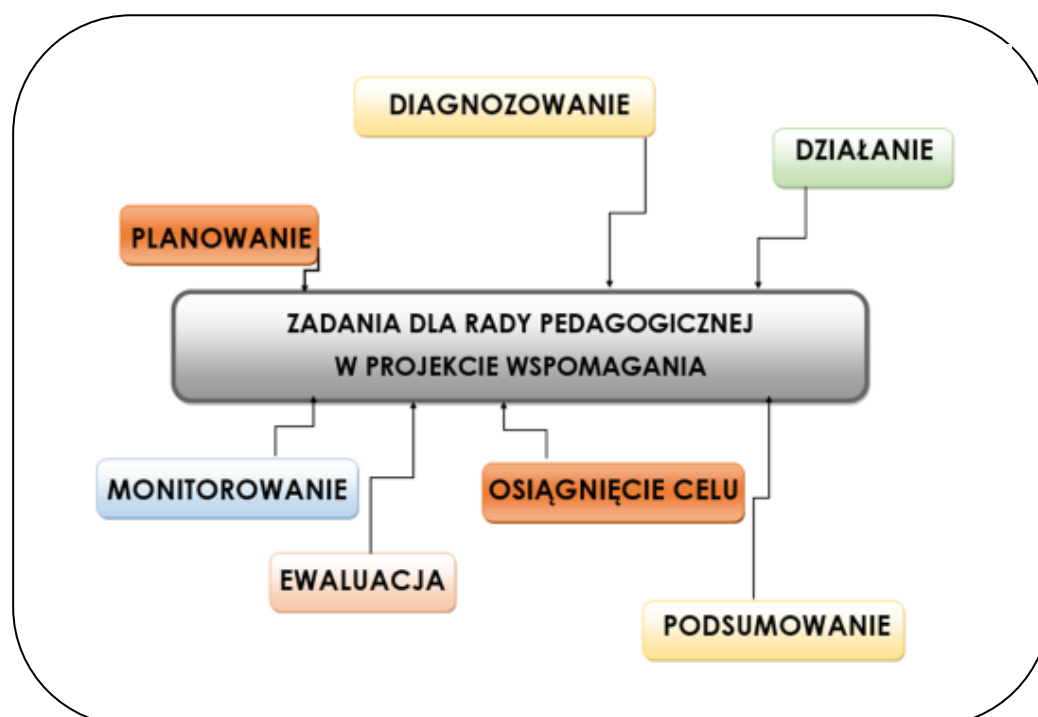 DIAGNOZOWANIE
DZIAŁANIE
PLANOWANIE
ZADANIA DLA RADY PEDAGOGICZNEJ
W PROJEKCIE WSPOMAGANIA
MONITOROWANIE
OSIĄGNIĘCIE CELU
EWALUACJA
PODSUMOWANIE